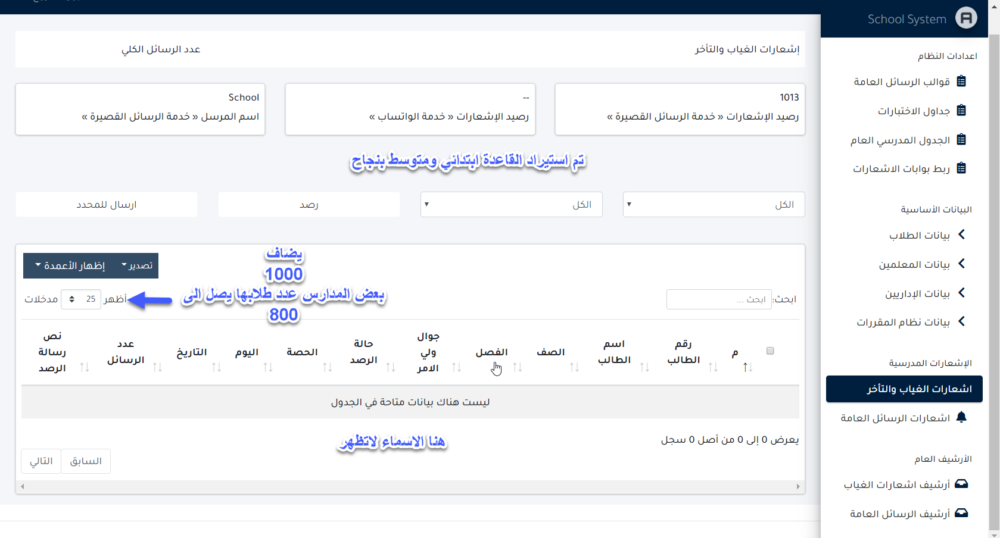 School System
اعدادات النظام
قوالب الرسائل العامة
جداول الاختبارات
الجدول المدرسي العام
ربط بوابات الاشعارات
البيانات الأساسية
بيانات الطلاب
بيانات المعلمين
بيانات الإداريين
بيانات نظام المقررات
الإشعارات المدرسية
اشعارات الغياب والتأخر
اشعارات الرسائل العامة
الأرشيف العام
أرشيف اشعارات الغياب
أرشيف الرسائل العامة
إشعارات الغياب والتأخر
عدد الرسائل الكلي
1013
رصيد الإشعارات « خدمة الرسائل القصيرة »
--
رصيد الإشعارات « خدمة الواتساب »
School
اسم المرسل « خدمة الرسائل القصيرة »
تم استيراد القاعدة ابتدائي ومتوسط بنجاح
الكل
الكل
رصد
ارسال للمحدد
تصدير
إظهار الأعمدة
يضاف
1000
بعض المدارس عدد طلابها يصل الى
800
ابحث:
ابحث ...
أظهر 25 مدخلات
م
رقم الطالب
اسم الطالب
الصف
الفصل
جوال ولي الامر
حالة الرصد
الحصة
اليوم
التاريخ
عدد الرسائل
نص رسالة الرصد
ليست هناك بيانات متاحة في الجدول
يعرض 0 إلى 0 من أصل 0 سجل
هنا الاسماء لاتظهر
السابق
التالي